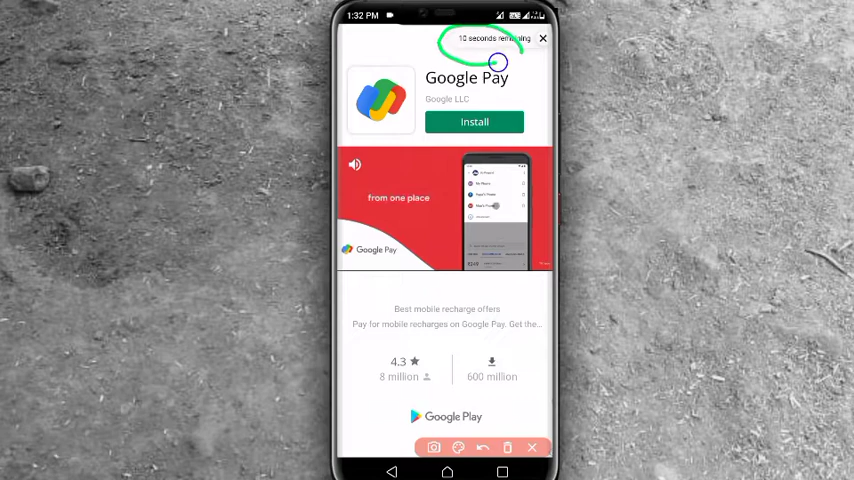 1:32 PM
10 seconds remaining
Google Pay
Google LLC
Install
from one place
Google Pay
Best mobile recharge offers
Pay for mobile recharges on Google Pay. Get the...
4.3 ★
8 million
600 million
Google Play